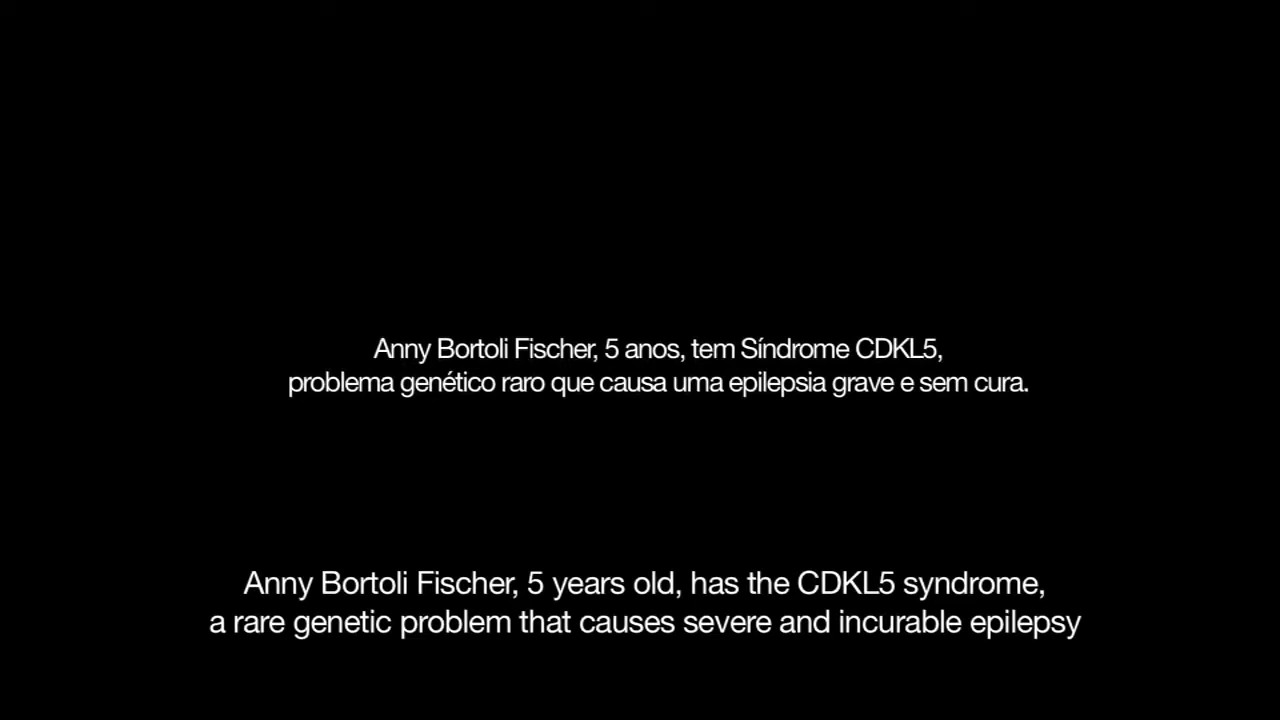 Anny Bortoli Fischer, 5 anos, tem Síndrome CDKL5,
problema genético raro que causa uma epilepsia grave e sem cura.
Anny Bortoli Fischer, 5 years old, has the CDKL5 syndrome,
a rare genetic problem that causes severe and incurable epilepsy